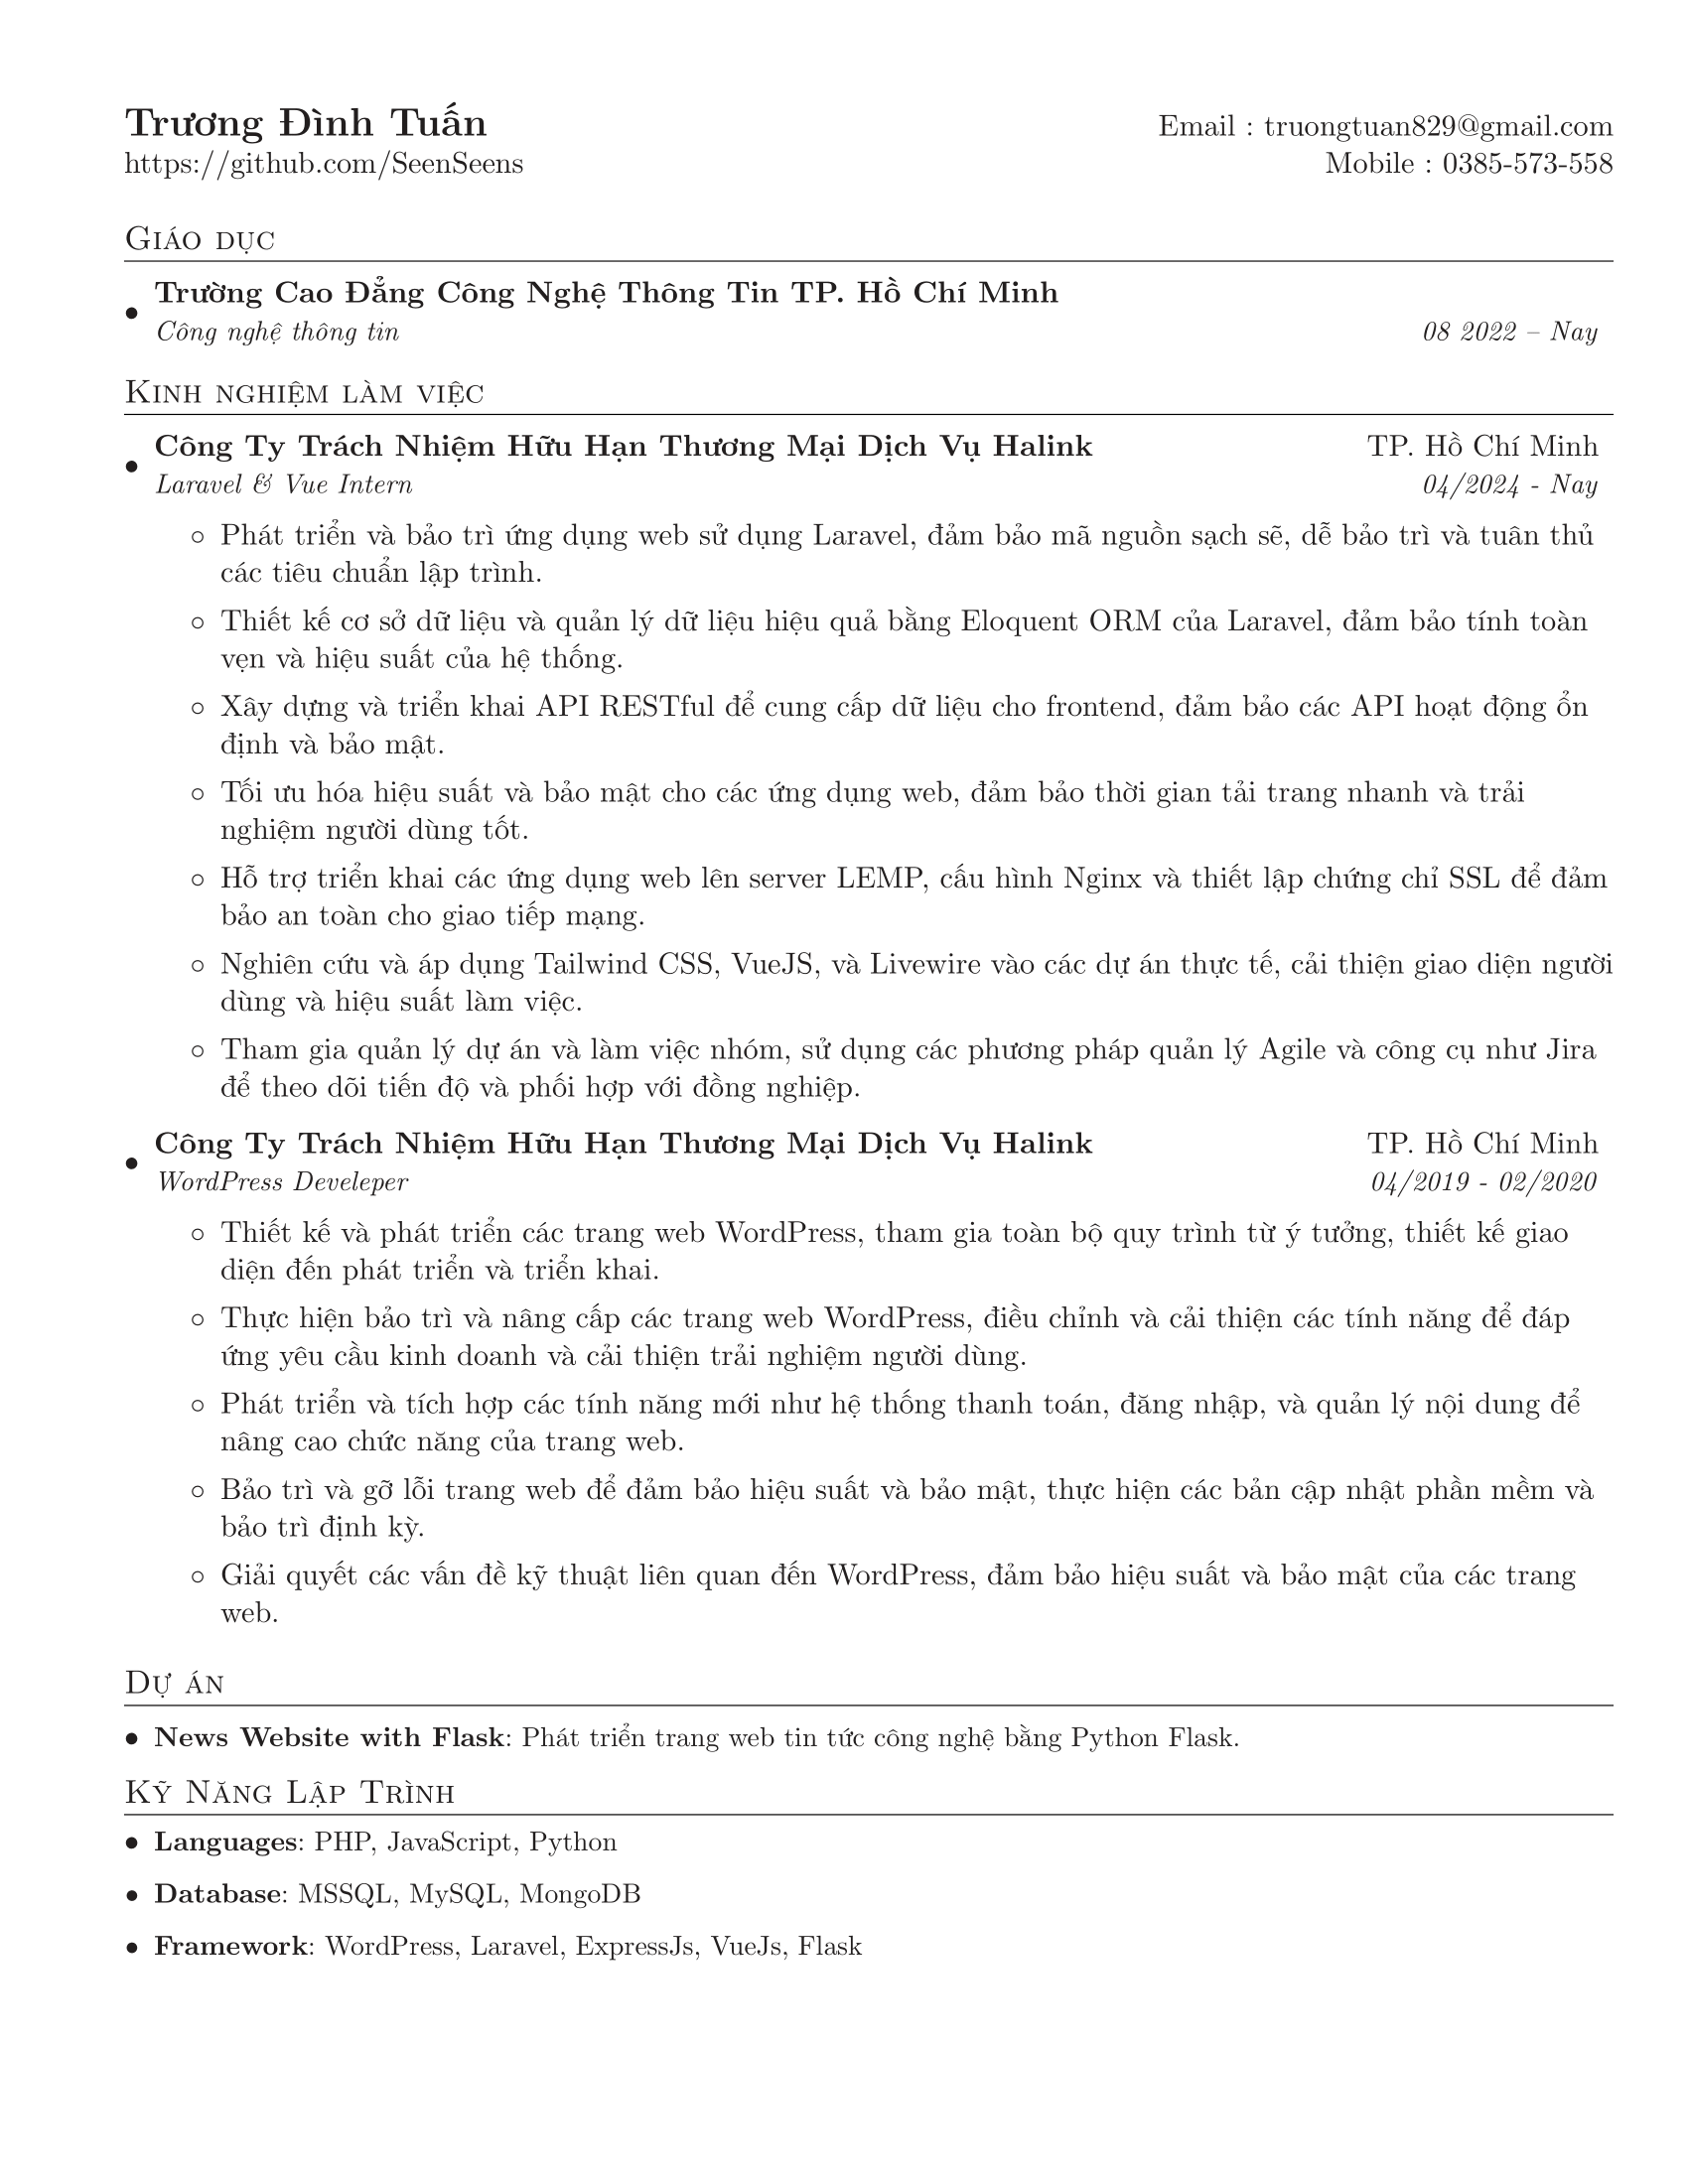 Trương Đình Tuấn
Email : truongtuan829@gmail.com
https://github.com/SeenSeens
Mobile : 0385-573-558
Giáo dục
• Trường Cao Đẳng Công Nghệ Thông Tin TP. Hồ Chí Minh
Công nghệ thông tin
08 2022 – Nay
Kinh nghiệm làm việc
• Công Ty Trách Nhiệm Hữu Hạn Thương Mại Dịch Vụ Halink
TP. Hồ Chí Minh
Laravel & Vue Intern
04/2024 - Nay
◦ Phát triển và bảo trì ứng dụng web sử dụng Laravel, đảm bảo mã nguồn sạch sẽ, dễ bảo trì và tuân thủ
các tiêu chuẩn lập trình.
◦ Thiết kế cơ sở dữ liệu và quản lý dữ liệu hiệu quả bằng Eloquent ORM của Laravel, đảm bảo tính toàn
vẹn và hiệu suất của hệ thống.
◦ Xây dựng và triển khai API RESTful để cung cấp dữ liệu cho frontend, đảm bảo các API hoạt động ổn
định và bảo mật.
◦ Tối ưu hóa hiệu suất và bảo mật cho các ứng dụng web, đảm bảo thời gian tải trang nhanh và trải
nghiệm người dùng tốt.
◦ Hỗ trợ triển khai các ứng dụng web lên server LEMP, cấu hình Nginx và thiết lập chứng chỉ SSL để đảm
bảo an toàn cho giao tiếp mạng.
◦ Nghiên cứu và áp dụng Tailwind CSS, VueJS, và Livewire vào các dự án thực tế, cải thiện giao diện người
dùng và hiệu suất làm việc.
◦ Tham gia quản lý dự án và làm việc nhóm, sử dụng các phương pháp quản lý Agile và công cụ như Jira
để theo dõi tiến độ và phối hợp với đồng nghiệp.
• Công Ty Trách Nhiệm Hữu Hạn Thương Mại Dịch Vụ Halink
TP. Hồ Chí Minh
WordPress Develeper
04/2019 - 02/2020
◦ Thiết kế và phát triển các trang web WordPress, tham gia toàn bộ quy trình từ ý tưởng, thiết kế giao
diện đến phát triển và triển khai.
◦ Thực hiện bảo trì và nâng cấp các trang web WordPress, điều chỉnh và cải thiện các tính năng để đáp
ứng yêu cầu kinh doanh và cải thiện trải nghiệm người dùng.
◦ Phát triển và tích hợp các tính năng mới như hệ thống thanh toán, đăng nhập, và quản lý nội dung để
nâng cao chức năng của trang web.
◦ Bảo trì và gỡ lỗi trang web để đảm bảo hiệu suất và bảo mật, thực hiện các bản cập nhật phần mềm và
bảo trì định kỳ.
◦ Giải quyết các vấn đề kỹ thuật liên quan đến WordPress, đảm bảo hiệu suất và bảo mật của các trang
web.
Dự án
• News Website with Flask: Phát triển trang web tin tức công nghệ bằng Python Flask.
Kỹ Năng Lập Trình
• Languages: PHP, JavaScript, Python
• Database: MSSQL, MySQL, MongoDB
• Framework: WordPress, Laravel, ExpressJs, VueJs, Flask